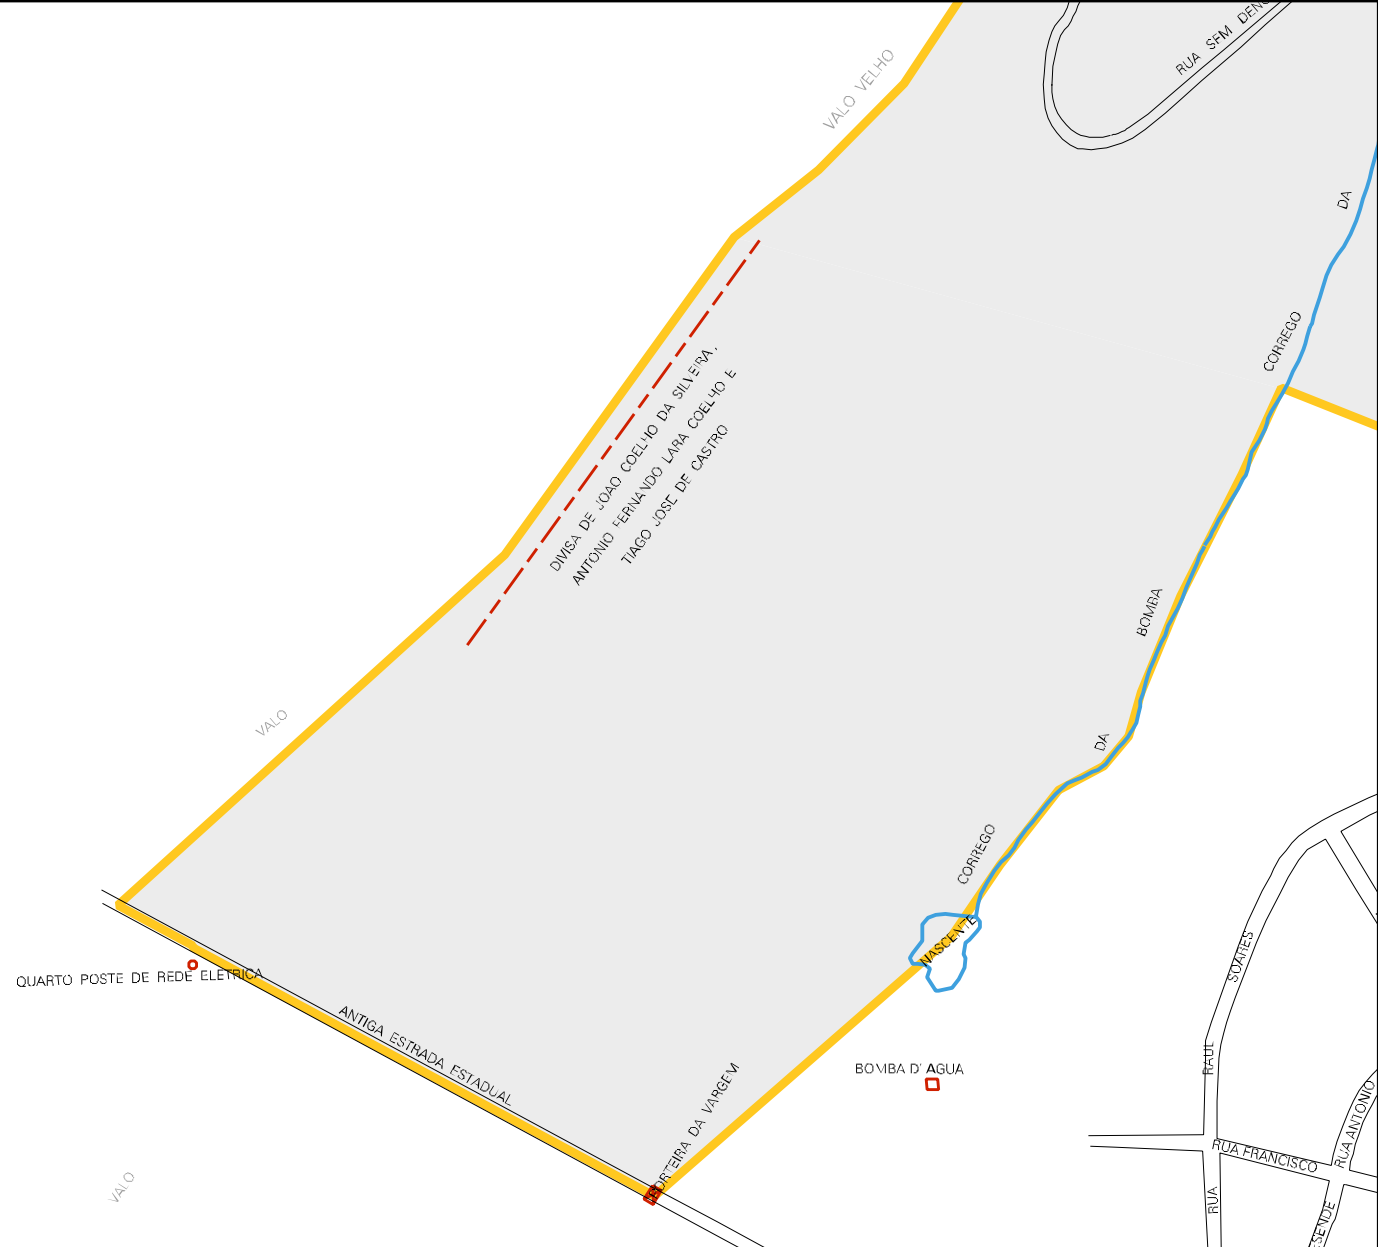 RUA SFM DENO
VALO VELHO
DA
CORREGO
DIVISA DE JOAO COELHO DA SILVEIRA,
ANTONIO FERNANDO LARA COELHO E
TIAGO JOSE DE CASTRO
BOMBA
VALO
DA
CORREGO
NASCENTE
SOARES
QUARTO POSTE DE REDE ELETRICA
ANTIGA ESTRADA ESTADUAL
RAUL
BOMBA D'AGUA
PORTEIRA DA VARGEM
RUA ANTONIO
RUA FRANCISCO
VALO
RUA
ESENDE